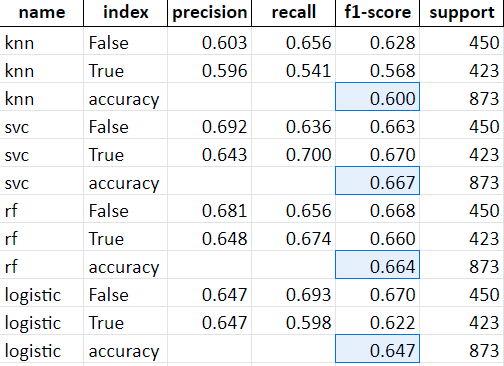 name index precision recall f1-score support
knn False 0.603 0.656 0.628 450
knn True 0.596 0.541 0.568 423
knn accuracy 0.600 873
svc False 0.692 0.636 0.663 450
svc True 0.643 0.700 0.670 423
svc accuracy 0.667 873
rf False 0.681 0.656 0.668 450
rf True 0.648 0.674 0.660 423
rf accuracy 0.664 873
logistic False 0.647 0.693 0.670 450
logistic True 0.647 0.598 0.622 423
logistic accuracy 0.647 873